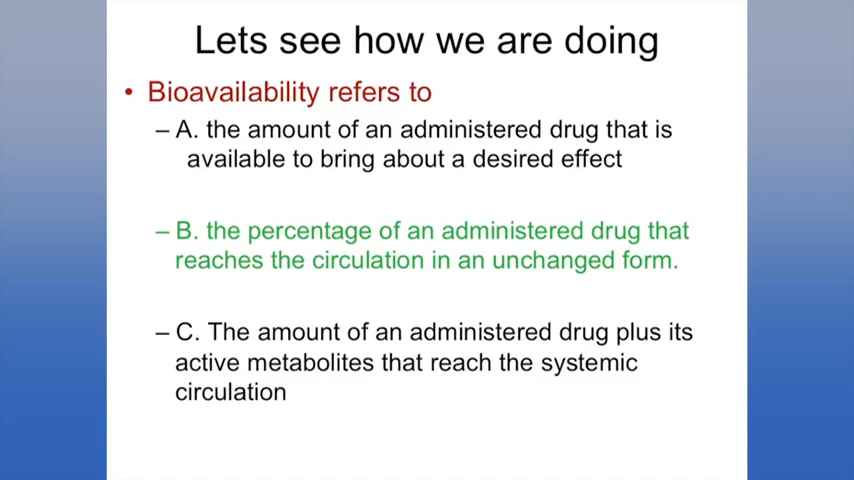 Lets see how we are doing
• Bioavailability refers to
– A. the amount of an administered drug that is
available to bring about a desired effect
– B. the percentage of an administered drug that
reaches the circulation in an unchanged form.
– C. The amount of an administered drug plus its
active metabolites that reach the systemic
circulation